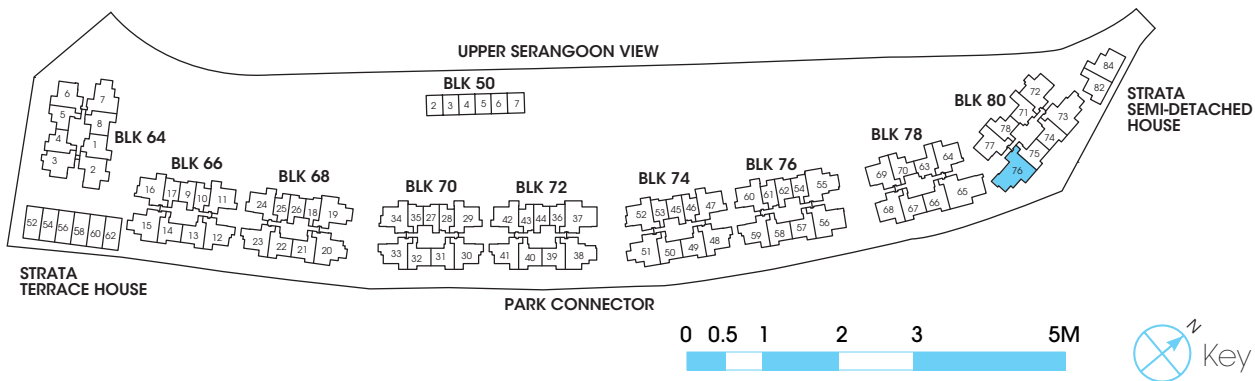 UPPER SERANGOON VIEW
BLK 50
2 3 4 5 6 7
BLK 64
6 7
5 8
4 1
3 2
BLK 66
16 17 9 10 11
15 14 13 12
BLK 68
24 25 26 18 19
23 22 21 20
BLK 70
34 35 27 28 29
33 32 31 30
BLK 72
42 43 44 36 37
41 40 39 38
BLK 74
52 53 45 46 47
51 50 49 48
BLK 76
60 61 62 54 55
59 58 57 56
BLK 78
69 70 63 64
68 67 66 65
BLK 80
72
71 73
78 74
77 75
76
84
82
STRATA
SEMI-DETACHED
HOUSE
52 54 56 58 60 62
STRATA
TERRACE HOUSE
PARK CONNECTOR
0 0.5 1 2 3 5M
N
Key